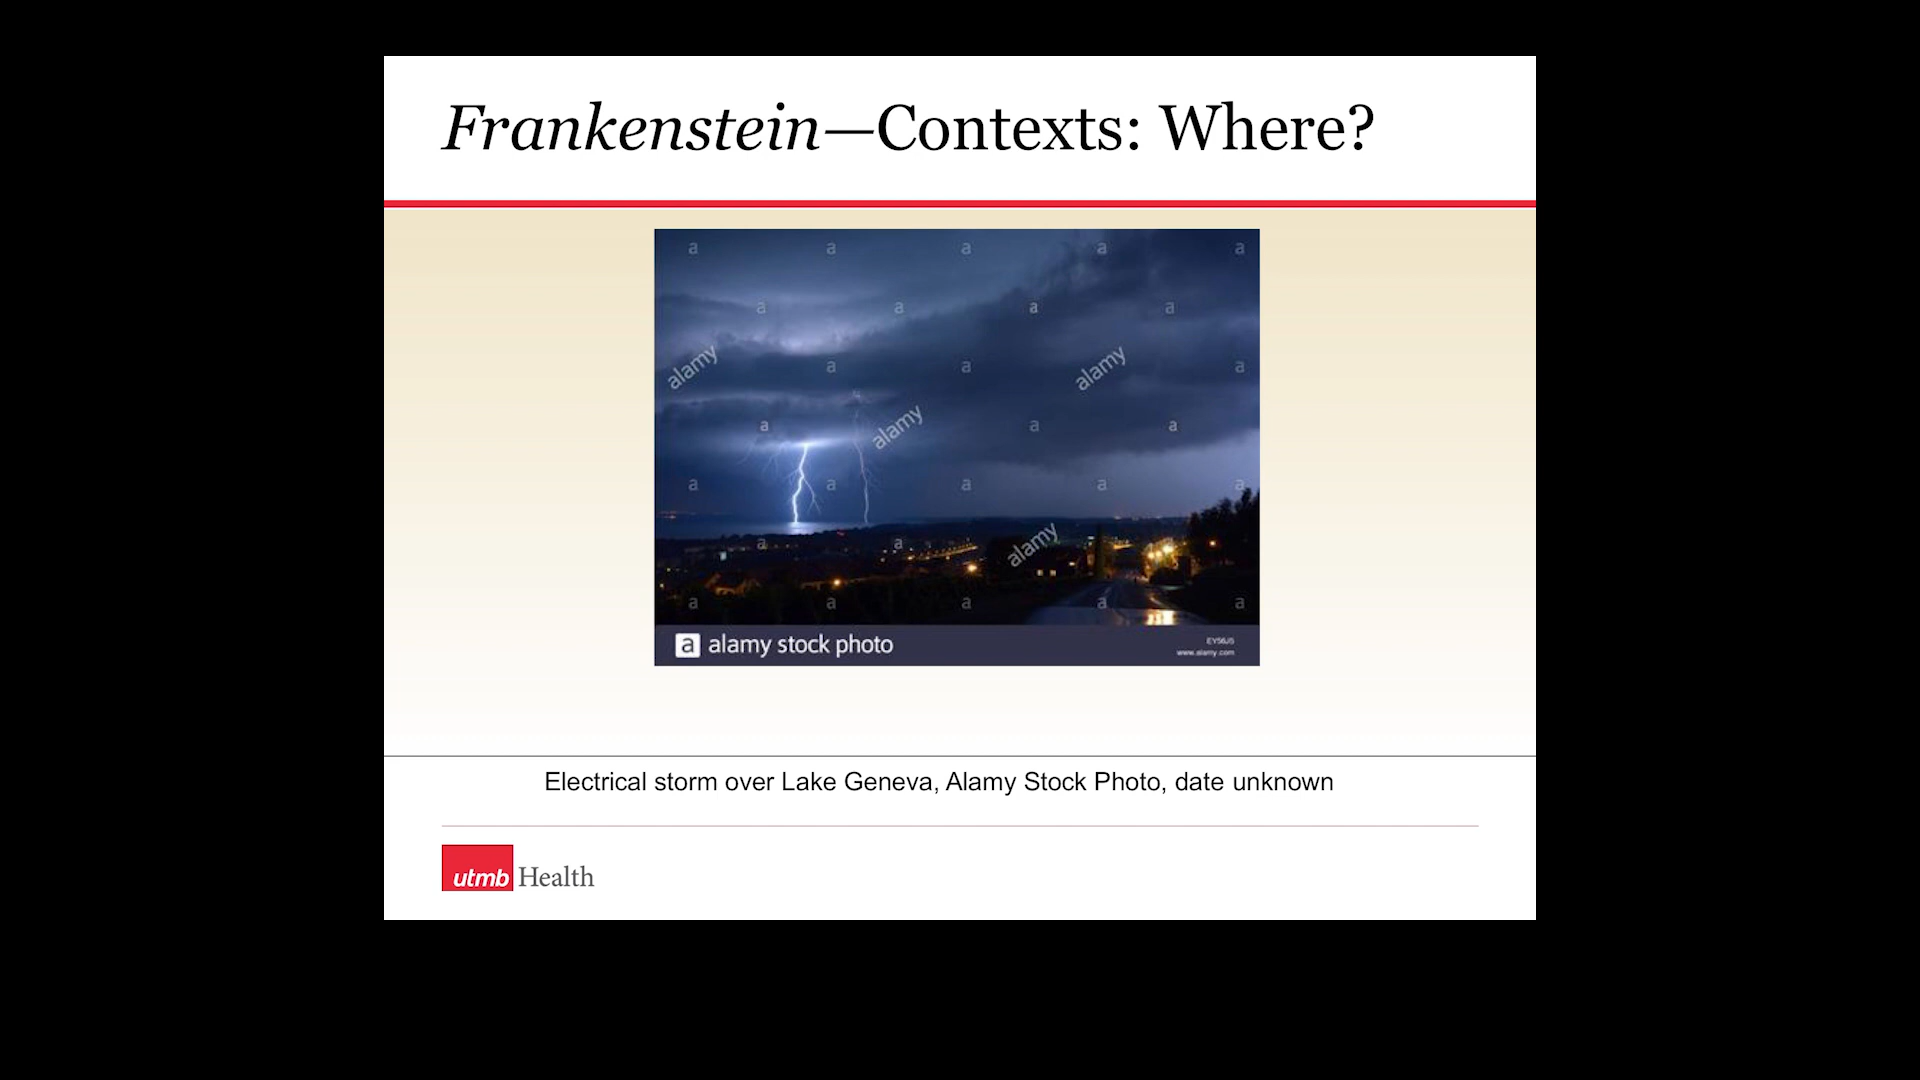 Frankenstein—Contexts: Where?
a a a a a
a a a a
alamy a a alamy a
alamy
a a a
a a a a a
a a alamy
a a a a a
a alamy stock photo
EY56J5
www.alamy.com
Electrical storm over Lake Geneva, Alamy Stock Photo, date unknown
utmb Health